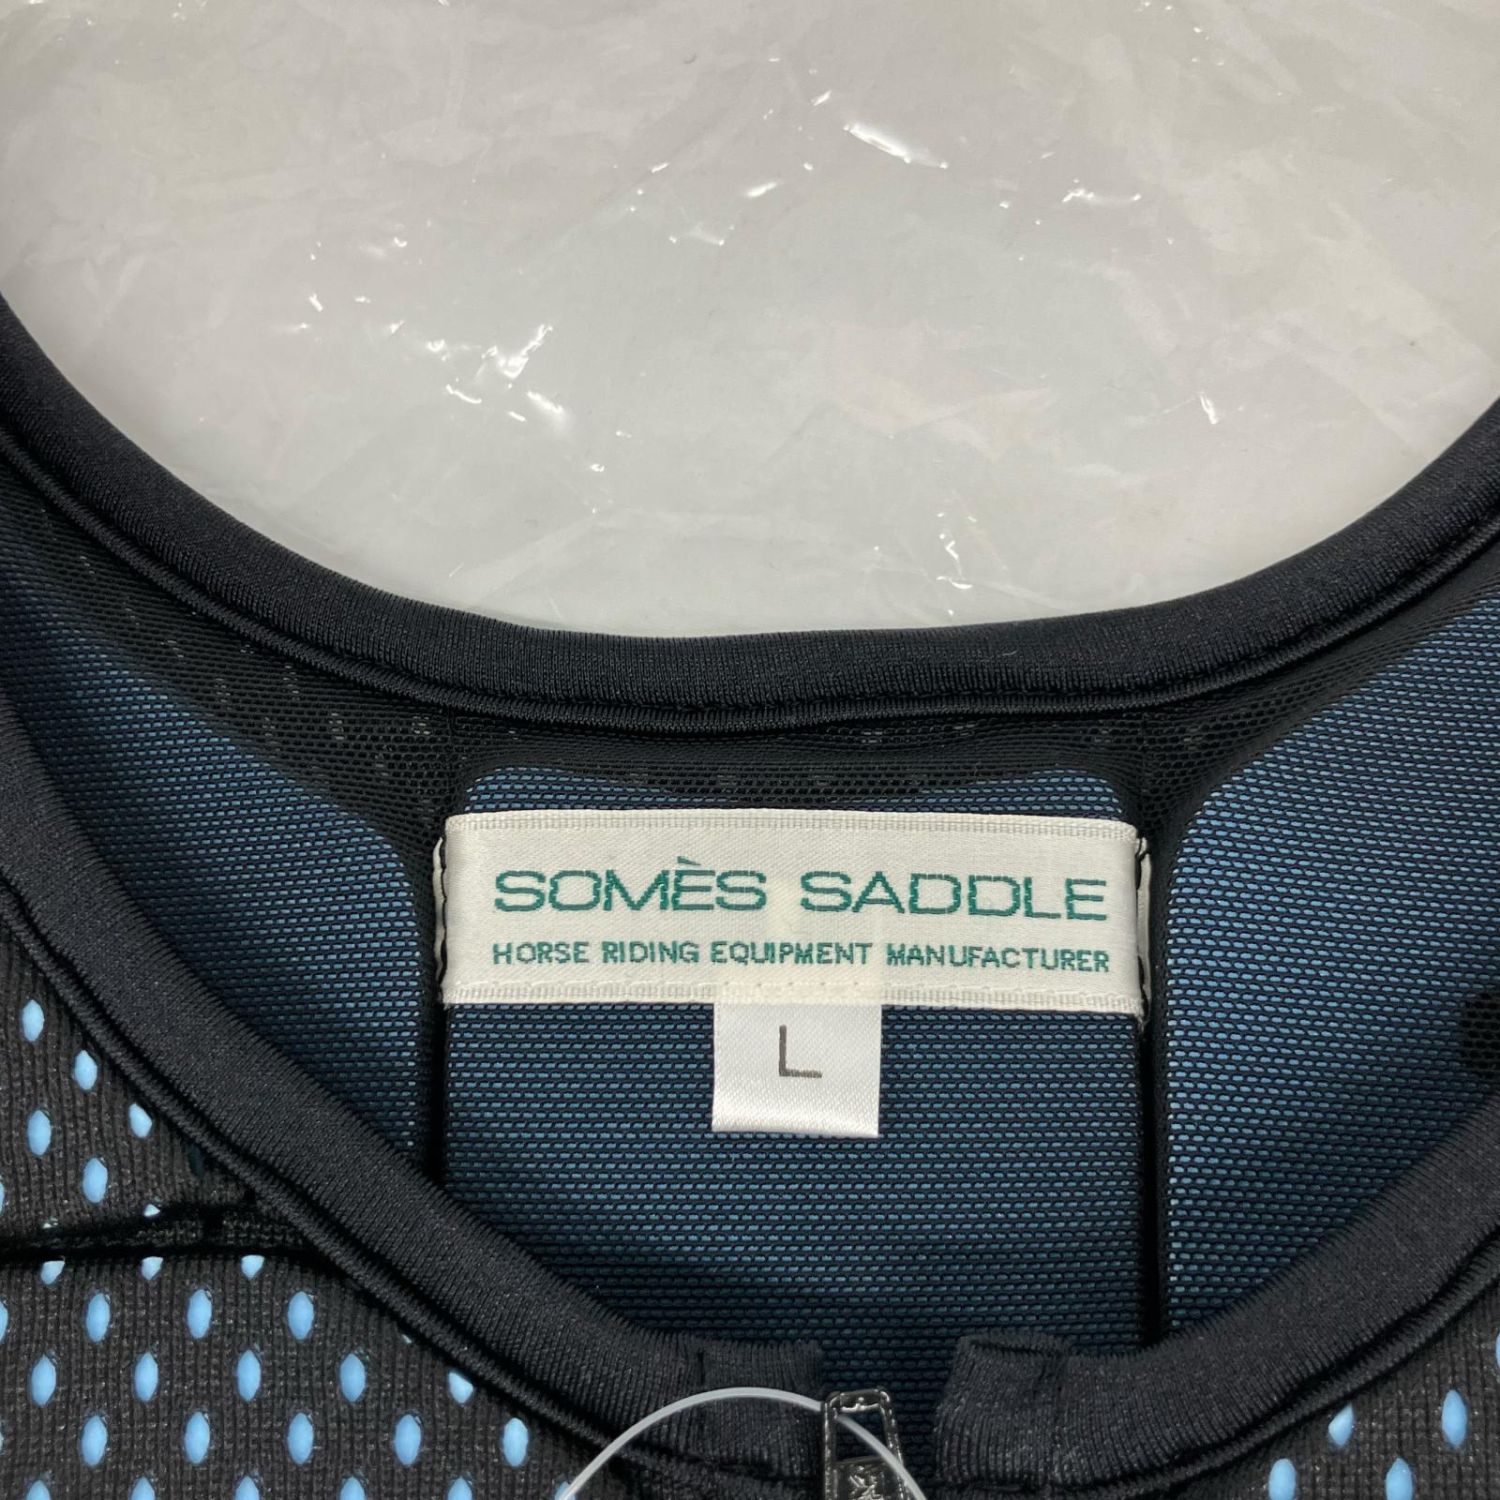 SOMÈS SADDLE
HORSE RIDING EQUIPMENT MANUFACTURER
L